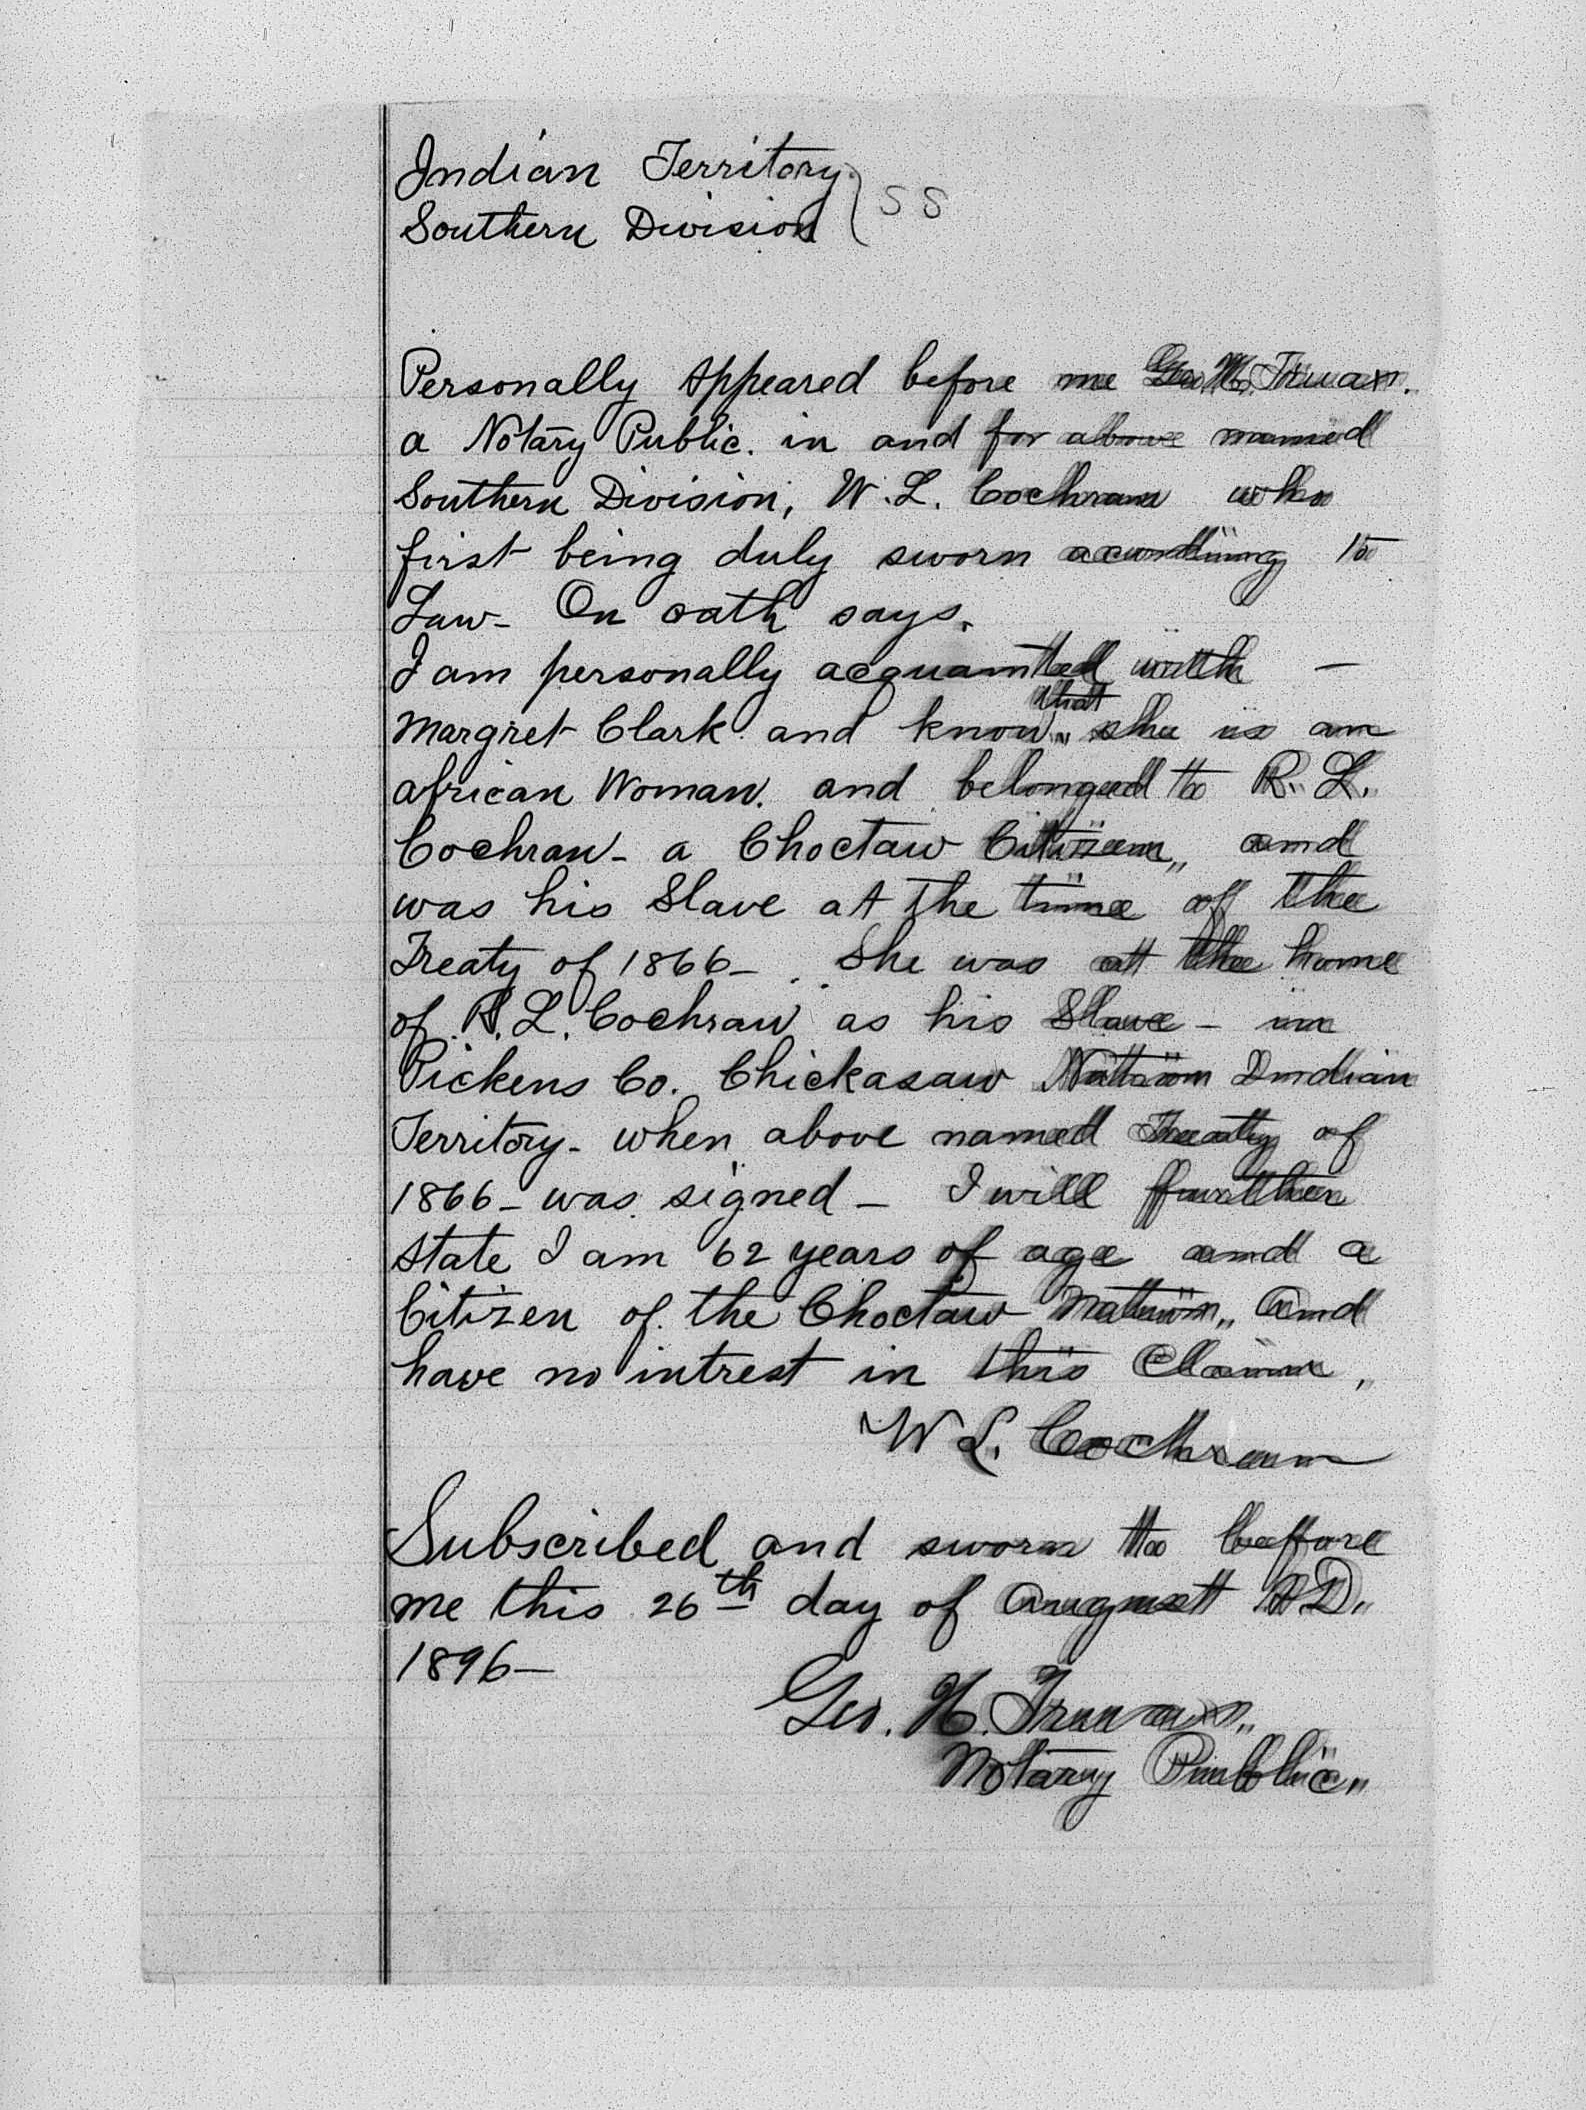 Indian Territory } SS
Southern Division
Personally appeared before me Geo. H. Truax.
a Notary Public. in and for above named
Southern Division, W. L. Cochran who
first being duly sworn according to
Law - On oath says.
I am personally acquainted with -
Margret Clark and know that she is an
african Woman. and belonged to R. L.
Cochran - a Choctaw Citizen, and
was his Slave at the time of the
Treaty of 1866 - . She was at the home
of R. L. Cochran as his Slave - in
Pickens Co. Chickasaw Nation Indian
Territory - when above named Treaty of
1866 - was signed - I will further
state I am 62 years of age and a
Citizen of the Choctaw Nation, and
have no intrest in this Claim.
W L. Cochran
Subscribed and sworn to before
me this 26th day of August A D.
1896 -
Geo. H. Truax.
Notary Public.